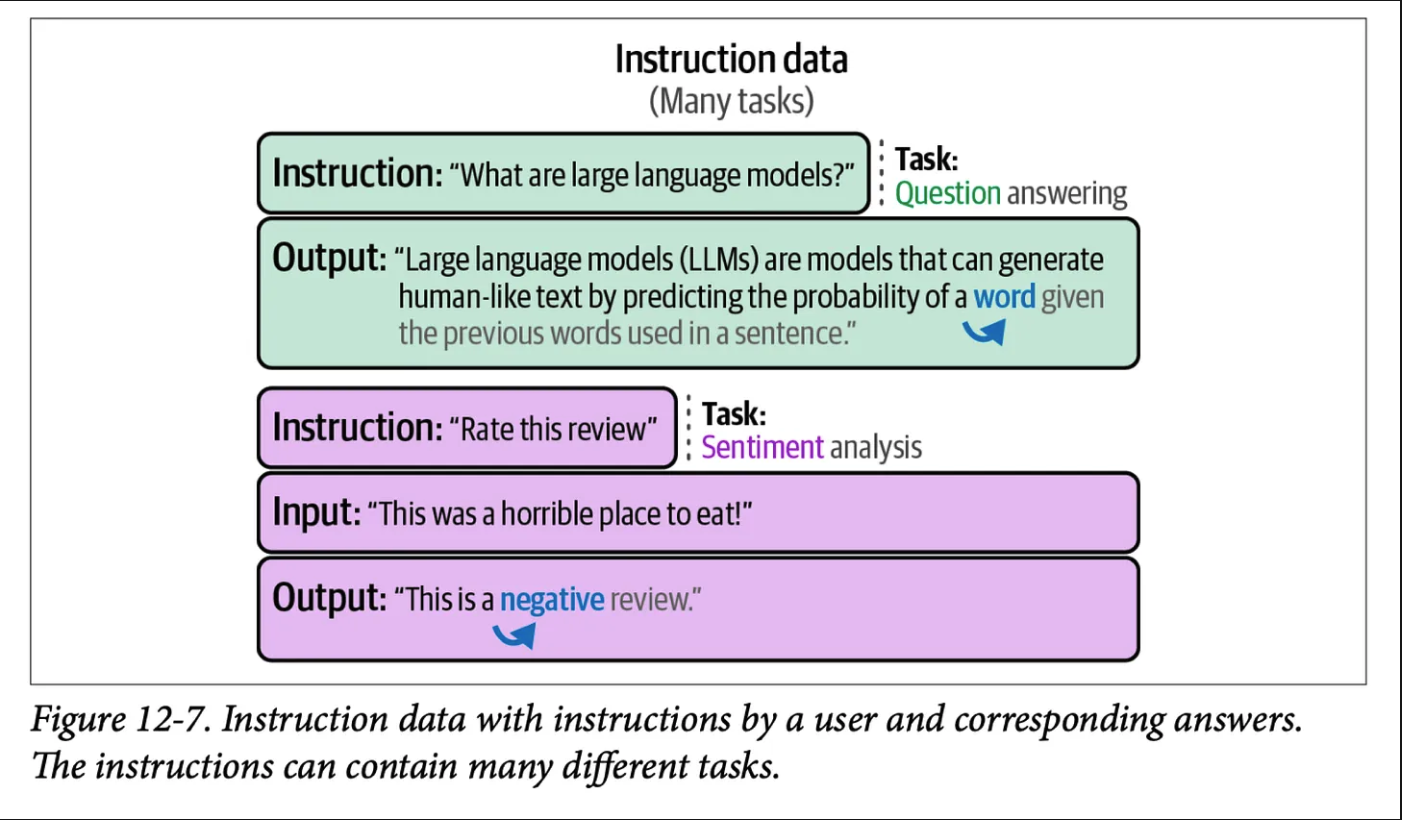 Instruction data
(Many tasks)
Instruction: “What are large language models?”
Task:
Question answering
Output: “Large language models (LLMs) are models that can generate
human-like text by predicting the probability of a word given
the previous words used in a sentence.”
Instruction: “Rate this review”
Task:
Sentiment analysis
Input: “This was a horrible place to eat!”
Output: “This is a negative review.”
Figure 12-7. Instruction data with instructions by a user and corresponding answers.
The instructions can contain many different tasks.